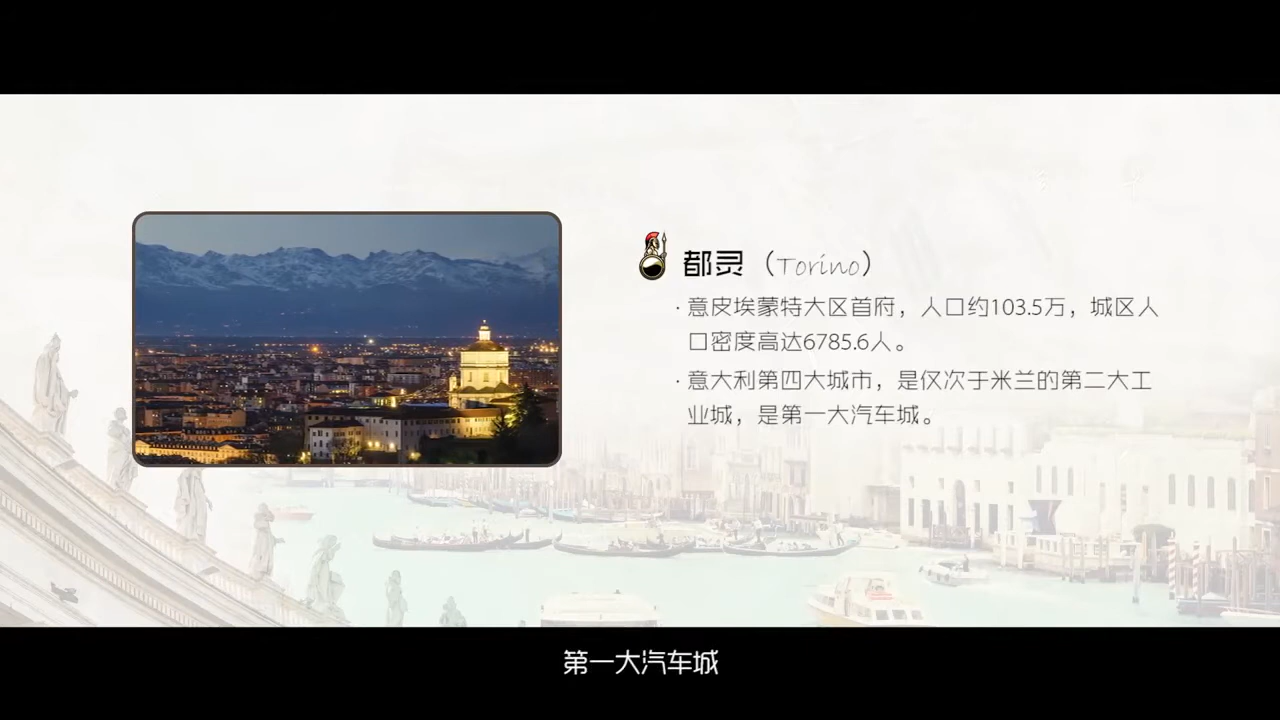 都灵（Torino）
· 意皮埃蒙特大区首府，人口约103.5万，城区人
口密度高达6785.6人。
· 意大利第四大城市，是仅次于米兰的第二大工
业城，是第一大汽车城。
第一大汽车城